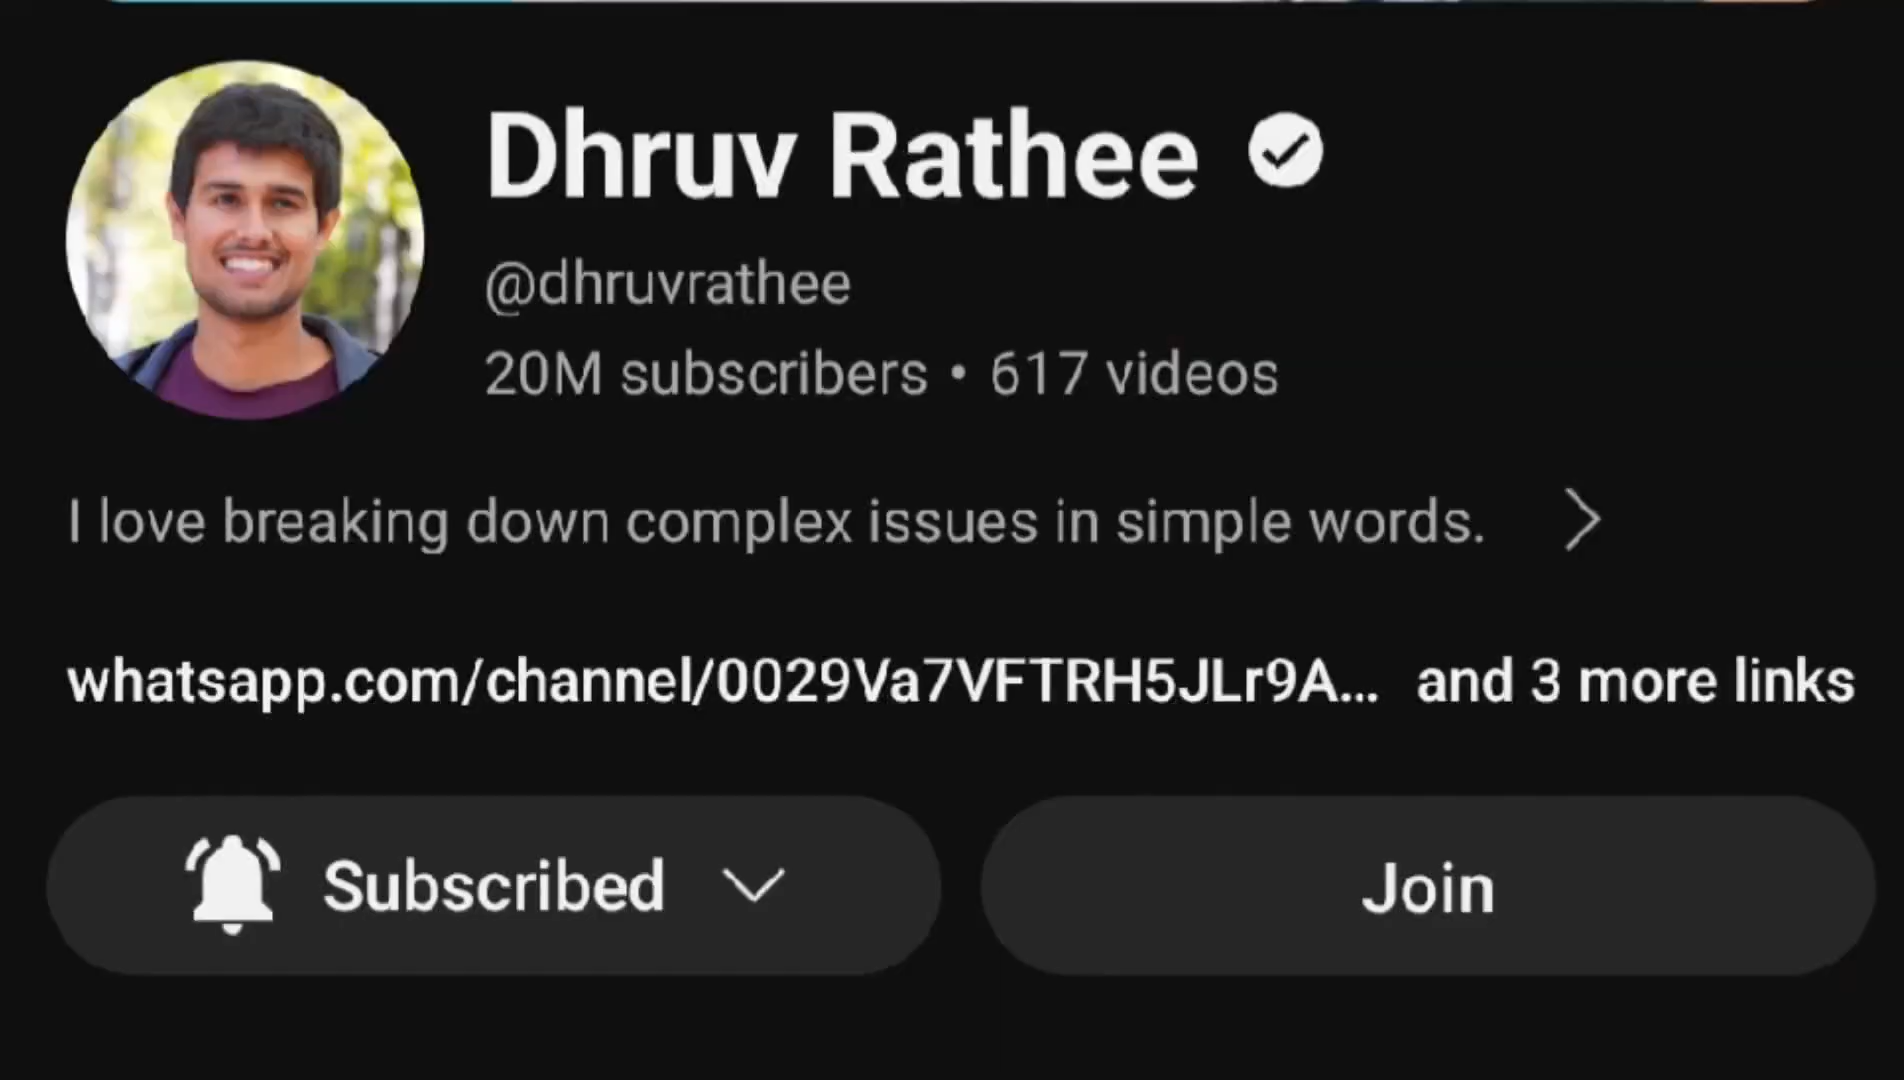 Dhruv Rathee
@dhruvrathee
20M subscribers • 617 videos
I love breaking down complex issues in simple words.
whatsapp.com/channel/0029Va7VFTRH5JLr9A... and 3 more links
Subscribed
Join